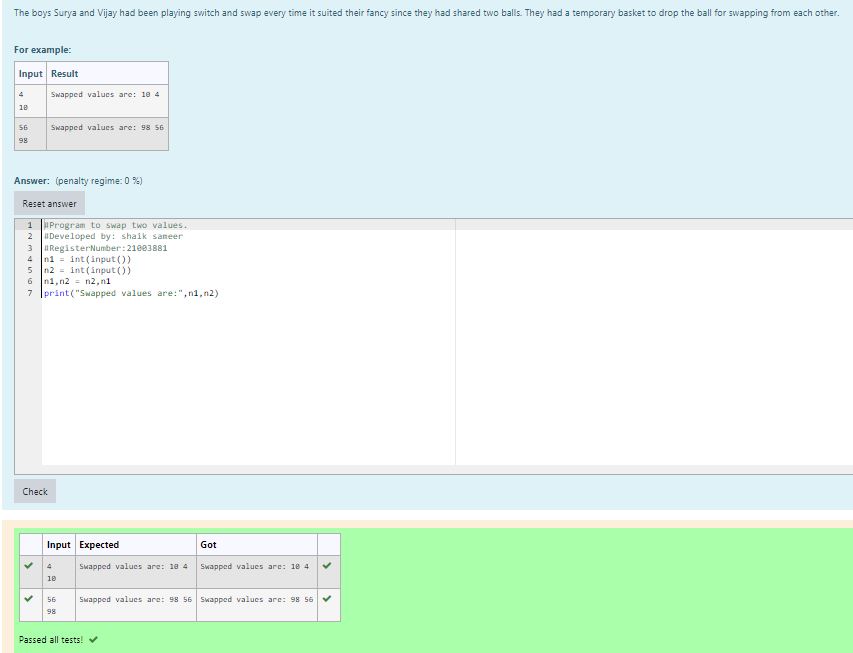 The boys Surya and Vijay had been playing switch and swap every time it suited their fancy since they had shared two balls. They had a temporary basket to drop the ball for swapping from each other.
For example:
Input Result
4 Swapped values are: 10 4
10
56 Swapped values are: 98 56
98
Answer: (penalty regime: 0 %)
Reset answer
1 #Program to swap two values.
2 #Developed by: shaik sameer
3 #RegisterNumber:21003881
4 n1 = int(input())
5 n2 = int(input())
6 n1,n2 = n2,n1
7 print("Swapped values are:",n1,n2)
Check
Input Expected Got
4 Swapped values are: 10 4 Swapped values are: 10 4
10
56 Swapped values are: 98 56 Swapped values are: 98 56
98
Passed all tests!